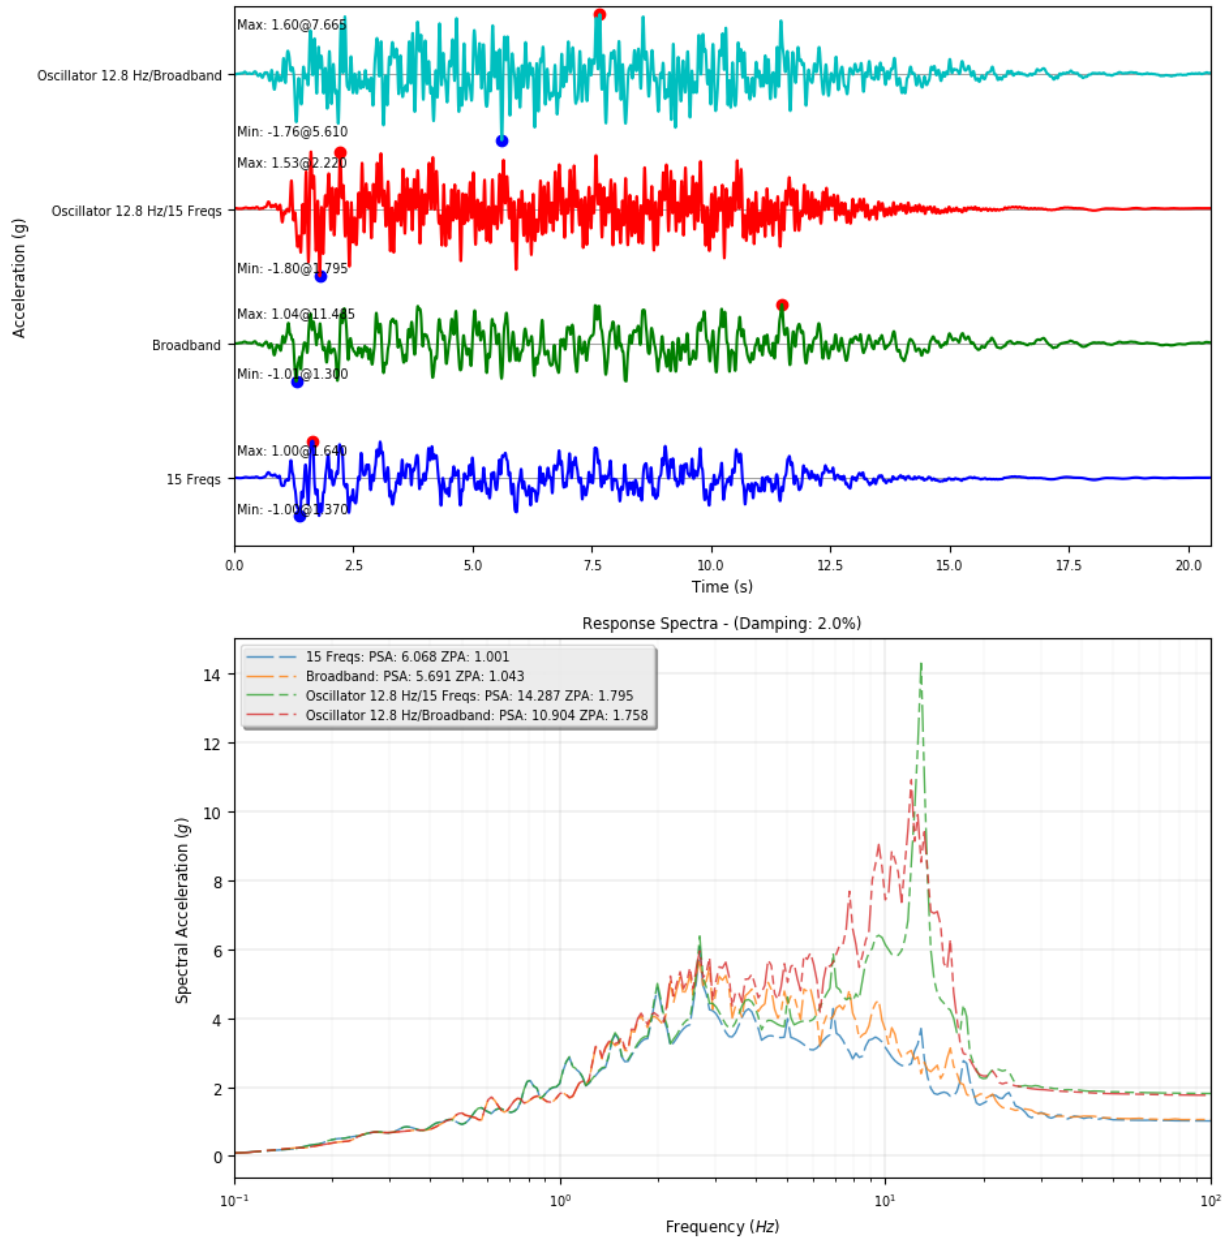 Max: 1.60@7.665
Oscillator 12.8 Hz/Broadband
Min: -1.76@5.610
Max: 1.53@2.220
Oscillator 12.8 Hz/15 Freqs
Min: -1.80@1.795
Max: 1.04@11.485
Broadband
Min: -1.01@1.300
Max: 1.00@1.640
15 Freqs
Min: -1.00@1.370
Acceleration (g)
0.0 2.5 5.0 7.5 10.0 12.5 15.0 17.5 20.0
Time (s)
Response Spectra - (Damping: 2.0%)
15 Freqs: PSA: 6.068 ZPA: 1.001
Broadband: PSA: 5.691 ZPA: 1.043
Oscillator 12.8 Hz/15 Freqs: PSA: 14.287 ZPA: 1.795
Oscillator 12.8 Hz/Broadband: PSA: 10.904 ZPA: 1.758
14
12
10
8
6
4
2
0
Spectral Acceleration (g)
10⁻¹ 10⁰ 10¹ 10²
Frequency (Hz)